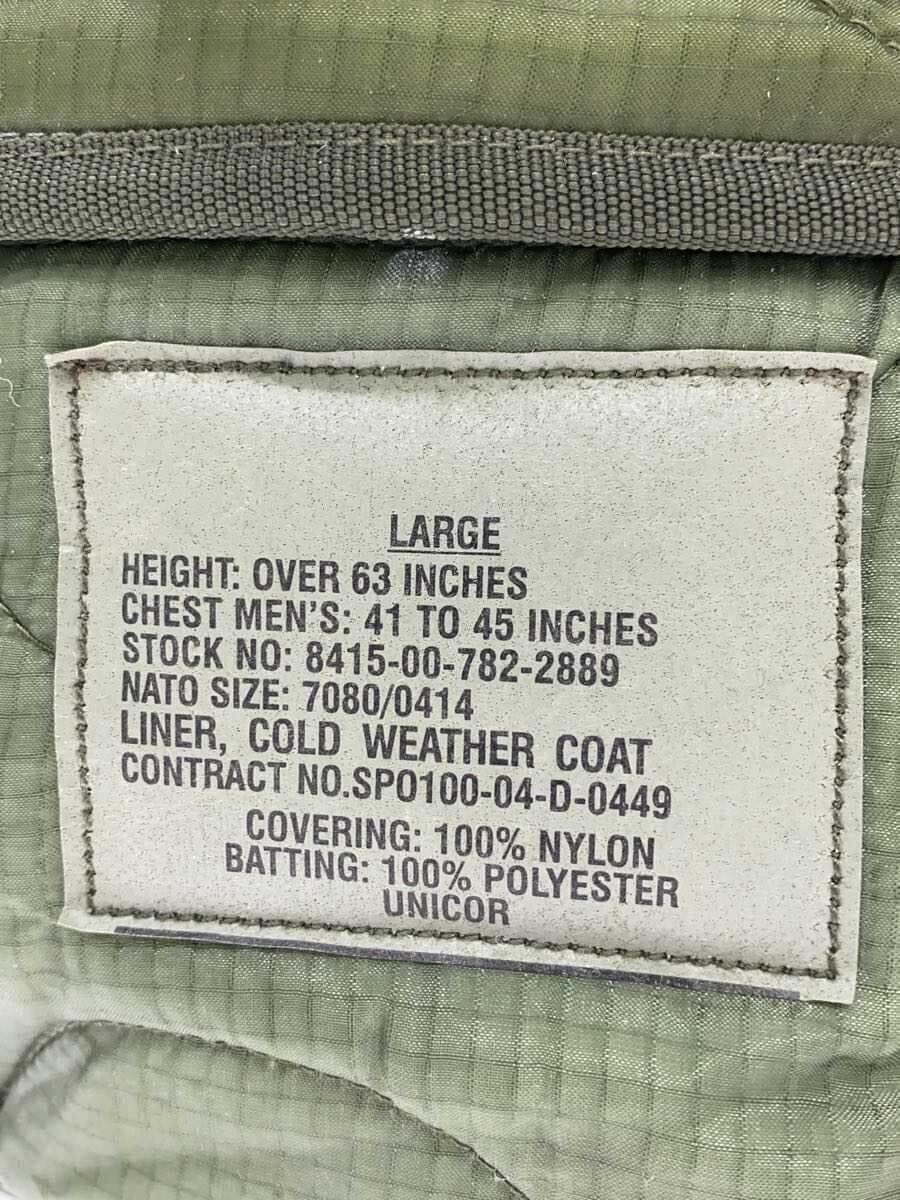 LARGE
HEIGHT: OVER 63 INCHES
CHEST MEN'S: 41 TO 45 INCHES
STOCK NO: 8415-00-782-2889
NATO SIZE: 7080/0414
LINER, COLD WEATHER COAT
CONTRACT NO.SPO100-04-D-0449
COVERING: 100% NYLON
BATTING: 100% POLYESTER
UNICOR